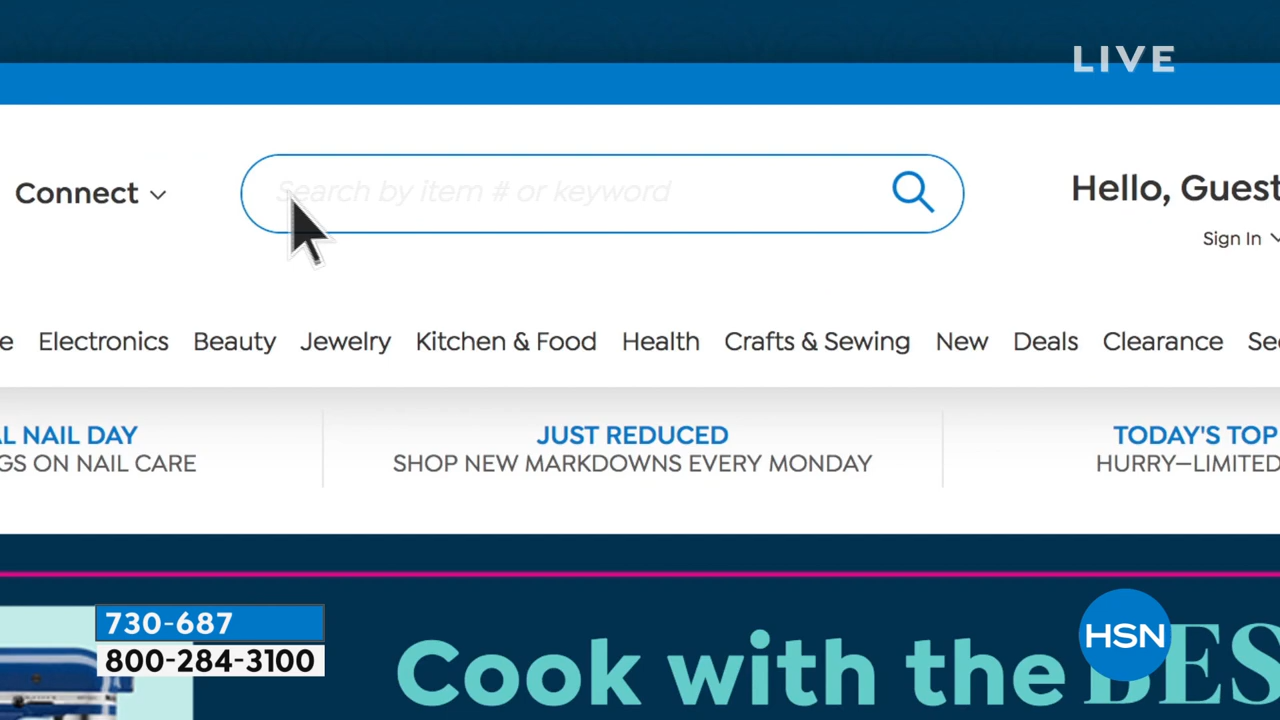 LIVE
Connect
Search by item # or keyword
Hello, Guest
Sign In
e Electronics Beauty Jewelry Kitchen & Food Health Crafts & Sewing New Deals Clearance Se
L NAIL DAY
GS ON NAIL CARE
JUST REDUCED
SHOP NEW MARKDOWNS EVERY MONDAY
TODAY'S TOP
HURRY—LIMITED
730-687
800-284-3100
Cook with the BES
HSN